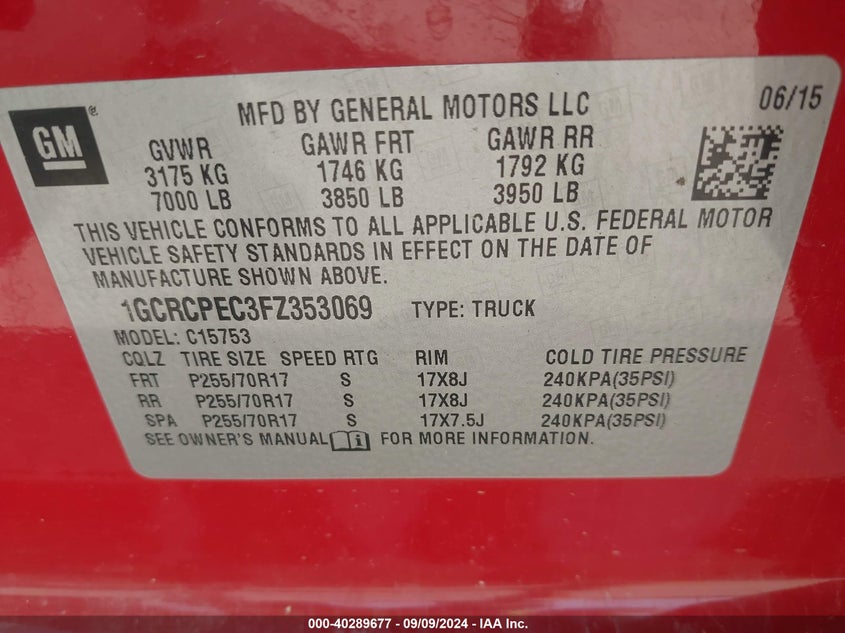 GM ®
MFD BY GENERAL MOTORS LLC 06/15
GVWR GAWR FRT GAWR RR
3175 KG 1746 KG 1792 KG
7000 LB 3850 LB 3950 LB
THIS VEHICLE CONFORMS TO ALL APPLICABLE U.S. FEDERAL MOTOR
VEHICLE SAFETY STANDARDS IN EFFECT ON THE DATE OF
MANUFACTURE SHOWN ABOVE.
1GCRCPEC3FZ353069 TYPE: TRUCK
MODEL: C15753
CQLZ TIRE SIZE SPEED RTG RIM COLD TIRE PRESSURE
FRT P255/70R17 S 17X8J 240KPA(35PSI)
RR P255/70R17 S 17X8J 240KPA(35PSI)
SPA P255/70R17 S 17X7.5J 240KPA(35PSI)
SEE OWNER'S MANUAL FOR MORE INFORMATION.
000-40289677 - 09/09/2024 - IAA Inc.